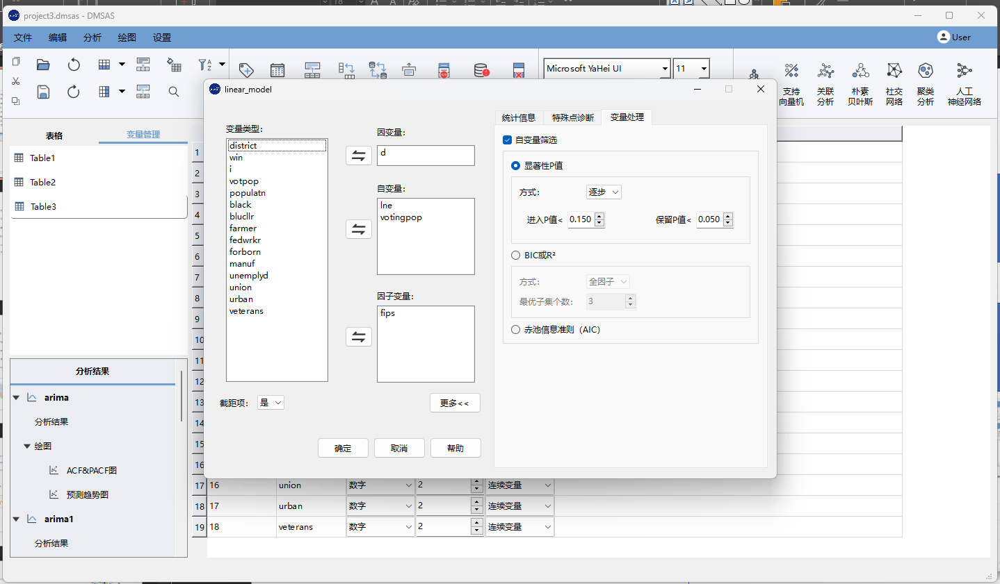 project3.dmsas - DMSAS
文件 编辑 分析 绘图 设置 User
Microsoft YaHei UI 11
支持向量机 关联分析 朴素贝叶斯 社交网络 聚类分析 人工神经网络
表格 变量管理
Table1
Table2
Table3
分析结果
arima
分析结果
绘图
ACF&PACF图
预测趋势图
arima1
分析结果
linear_model
变量类型:
district
win
i
votpop
populatn
black
blucllr
farmer
fedwrkr
forborn
manuf
unemplyd
union
urban
veterans
因变量:
d
自变量:
lne
votingpop
因子变量:
fips
截距项: 是
更多<<
确定 取消 帮助
统计信息 特殊点诊断 变量处理
自变量筛选
显著性P值
方式: 逐步
进入P值< 0.150 保留P值< 0.050
BIC或R²
方式: 全因子
最优子集个数: 3
赤池信息准则（AIC）
1
2
3
4
5
6
7
8
9
10
11
12
13
14
15
16
17 16 union 数字 2 连续变量
18 17 urban 数字 2 连续变量
19 18 veterans 数字 2 连续变量